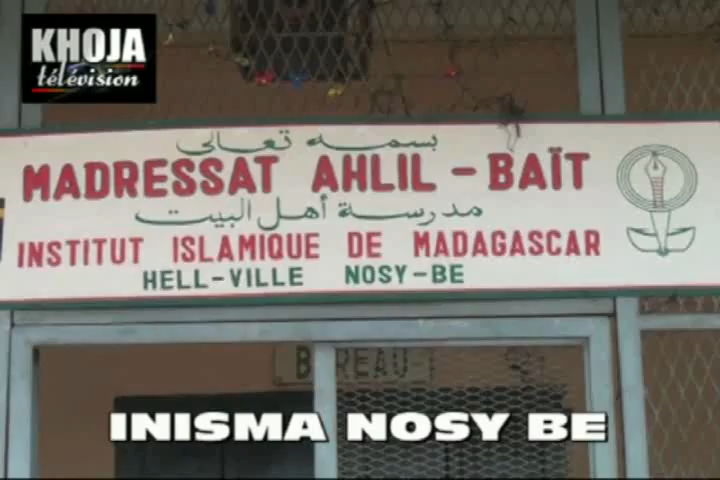 KHOJA
télévision
بسمه تعالى
MADRESSAT AHLIL - BAÏT
مدرسة أهل البيت
INSTITUT ISLAMIQUE DE MADAGASCAR
HELL-VILLE NOSY-BE
BUREAU
INISMA NOSY BE